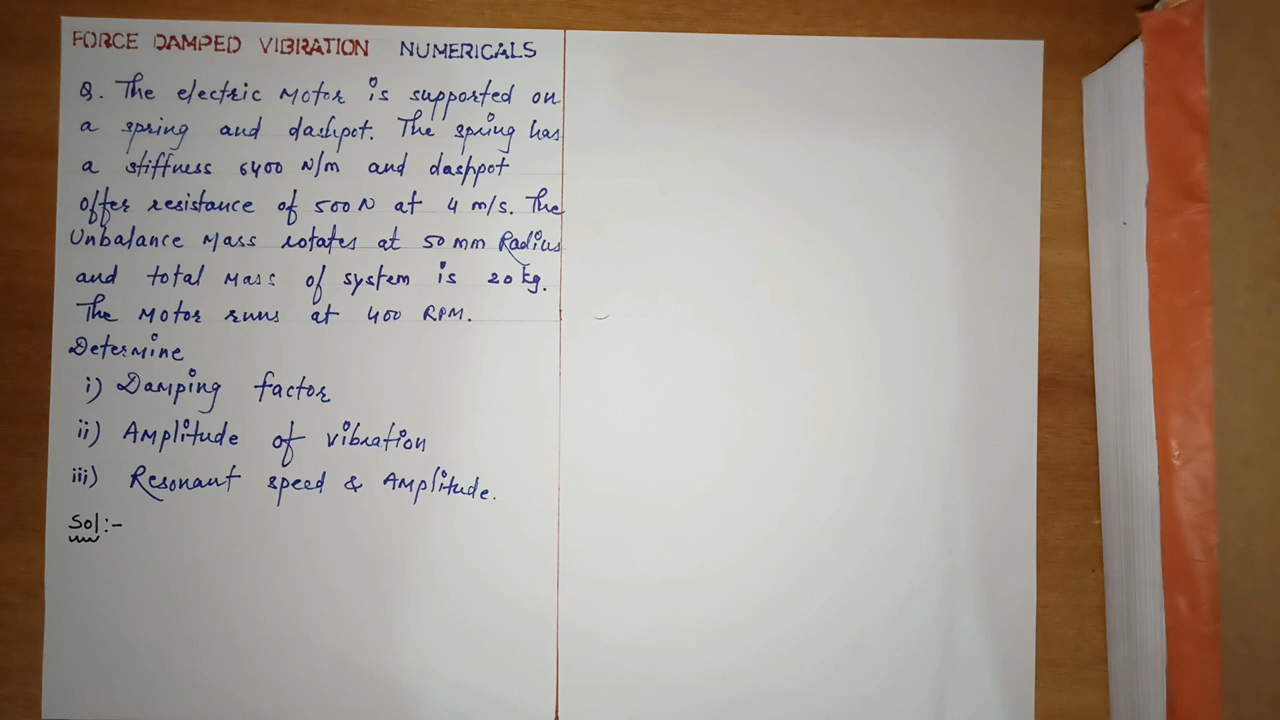 FORCE DAMPED VIBRATION NUMERICALS
Q. The electric Motor is supported on
a spring and dashpot. The spring has
a stiffness 6400 N/m and dashpot
offer resistance of 500N at 4 m/s. The
Unbalance Mass rotates at 50 mm Radius
and total Mass of system is 20 kg.
The Motor runs at 400 RPM.
Determine
i) Damping factor
ii) Amplitude of vibration
iii) Resonant speed & Amplitude.
Sol:-